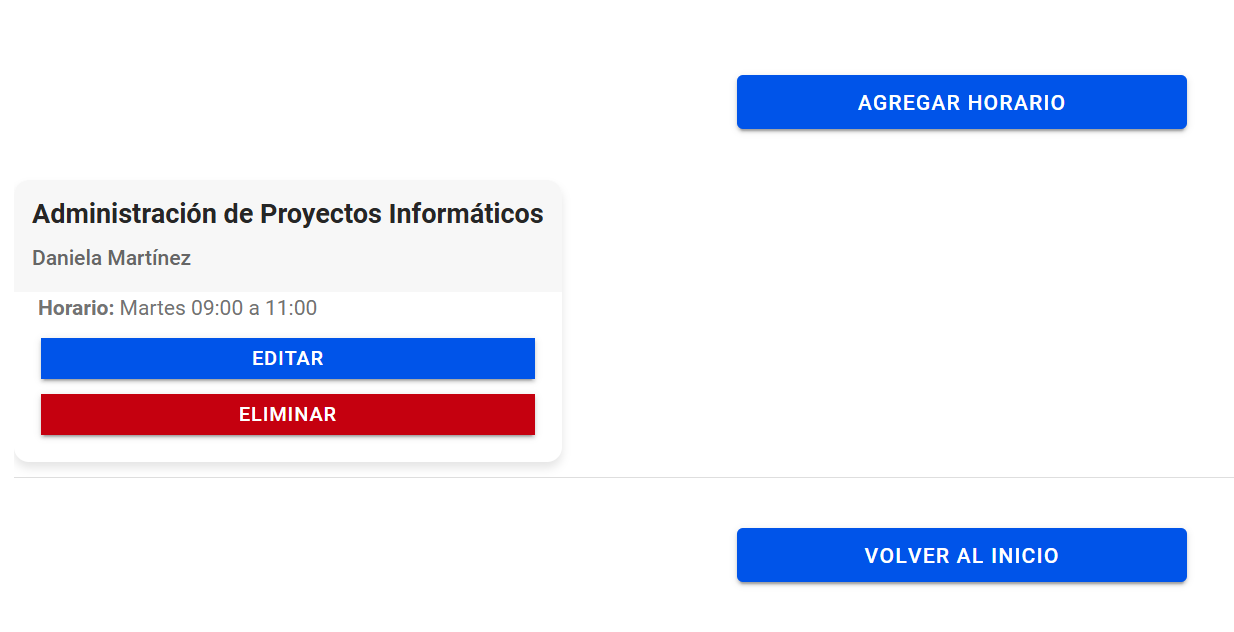 AGREGAR HORARIO
Administración de Proyectos Informáticos
Daniela Martínez
Horario: Martes 09:00 a 11:00
EDITAR
ELIMINAR
VOLVER AL INICIO